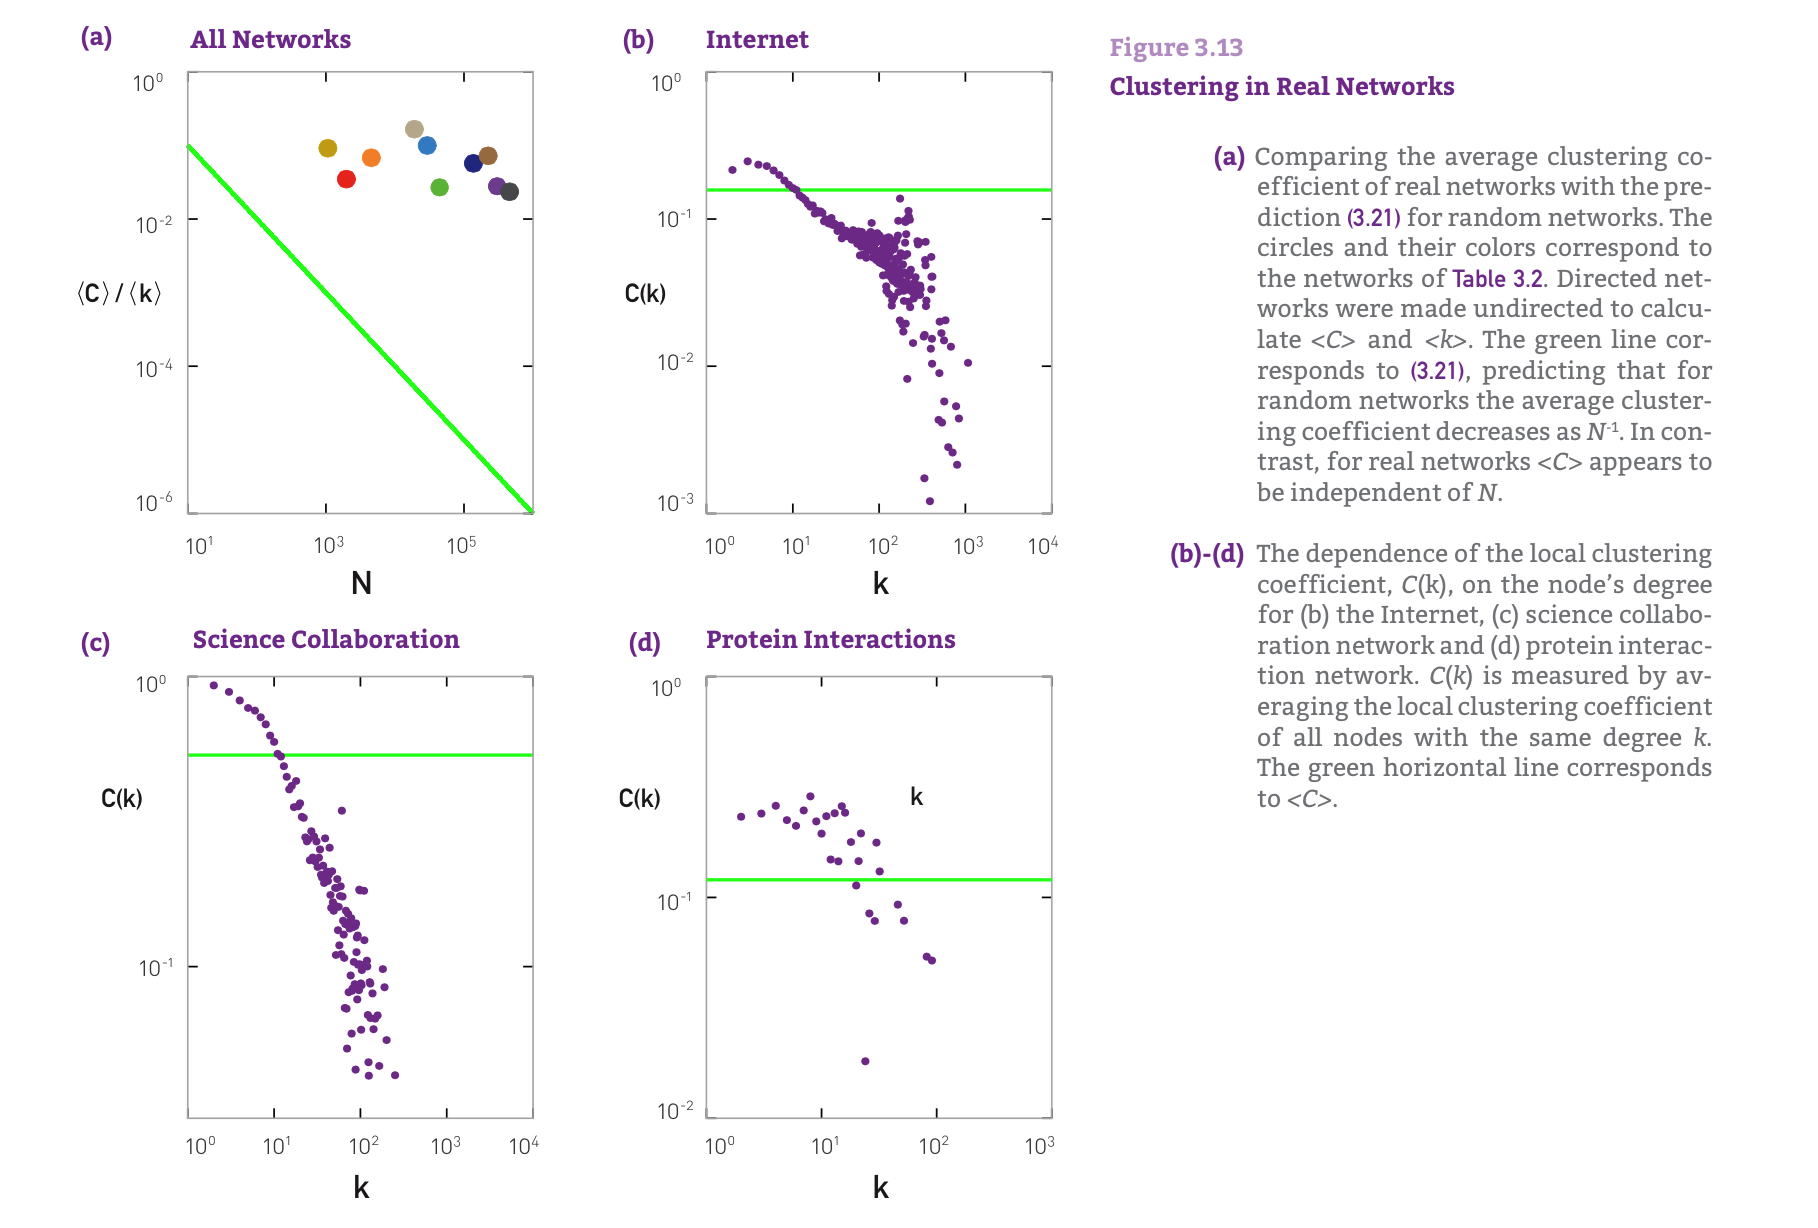 (a) All Networks
10⁰
10⁻²
⟨C⟩ / ⟨k⟩
10⁻⁴
10⁻⁶
10¹ 10³ 10⁵
N
(b) Internet
10⁰
10⁻¹
C(k)
10⁻²
10⁻³
10⁰ 10¹ 10² 10³ 10⁴
k
(c) Science Collaboration
10⁰
C(k)
10⁻¹
10⁰ 10¹ 10² 10³ 10⁴
k
(d) Protein Interactions
10⁰
C(k)
k
10⁻¹
10⁻²
10⁰ 10¹ 10² 10³
k
Figure 3.13
Clustering in Real Networks
(a) Comparing the average clustering co-
efficient of real networks with the pre-
diction (3.21) for random networks. The
circles and their colors correspond to
the networks of Table 3.2. Directed net-
works were made undirected to calcu-
late <C> and <k>. The green line cor-
responds to (3.21), predicting that for
random networks the average cluster-
ing coefficient decreases as N⁻¹. In con-
trast, for real networks <C> appears to
be independent of N.
(b)-(d) The dependence of the local clustering
coefficient, C(k), on the node’s degree
for (b) the Internet, (c) science collabo-
ration network and (d) protein interac-
tion network. C(k) is measured by av-
eraging the local clustering coefficient
of all nodes with the same degree k.
The green horizontal line corresponds
to <C>.